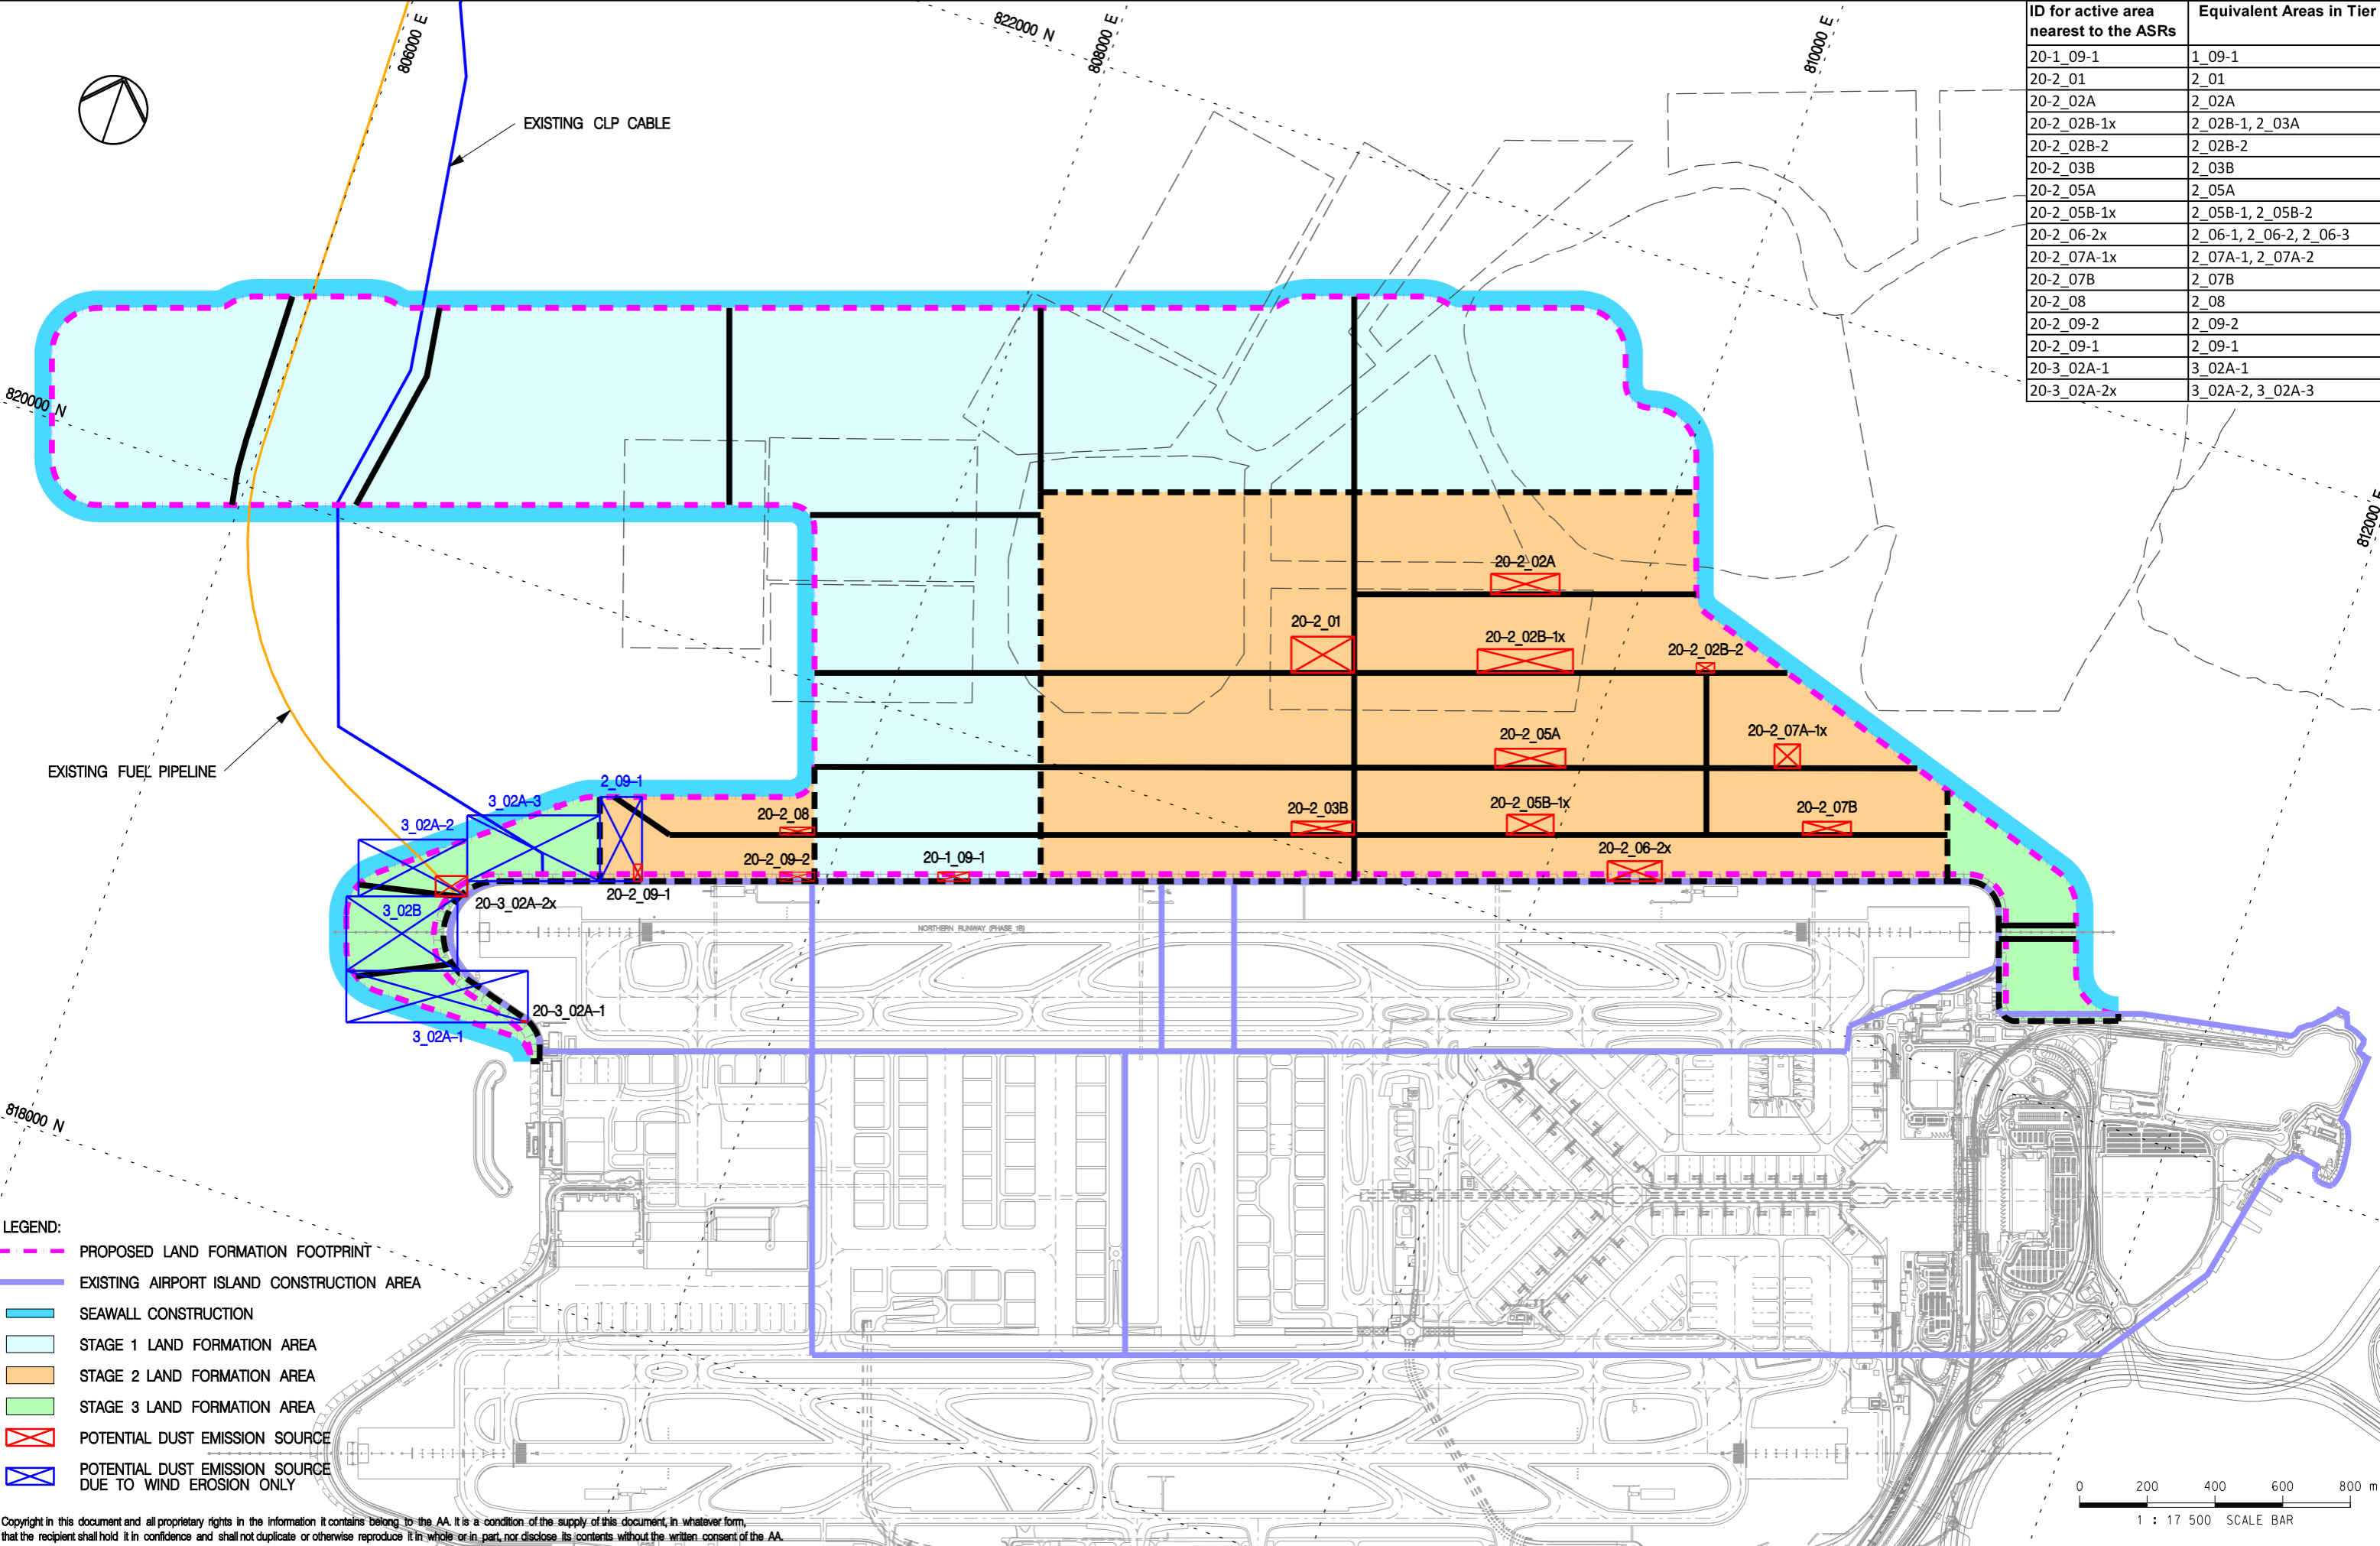 822000 N
806000 E
808000 E
810000 E
ID for active area nearest to the ASRs | Equivalent Areas in Tier
20-1_09-1 | 1_09-1
20-2_01 | 2_01
20-2_02A | 2_02A
20-2_02B-1x | 2_02B-1, 2_03A
20-2_02B-2 | 2_02B-2
20-2_03B | 2_03B
20-2_05A | 2_05A
20-2_05B-1x | 2_05B-1, 2_05B-2
20-2_06-2x | 2_06-1, 2_06-2, 2_06-3
20-2_07A-1x | 2_07A-1, 2_07A-2
20-2_07B | 2_07B
20-2_08 | 2_08
20-2_09-2 | 2_09-2
20-2_09-1 | 2_09-1
20-3_02A-1 | 3_02A-1
20-3_02A-2x | 3_02A-2, 3_02A-3
EXISTING CLP CABLE
820000 N
812000 E
20-2_02A
20-2_01
20-2_02B-1x
20-2_02B-2
20-2_05A
20-2_07A-1x
EXISTING FUEL PIPELINE
2_09-1
3_02A-3
3_02A-2
20-2_08
20-2_03B
20-2_05B-1x
20-2_07B
20-2_09-2
20-1_09-1
20-2_06-2x
20-2_09-1
20-3_02A-2x
3_02B
NORTHERN RUNWAY (PHASE 1B)
20-3_02A-1
3_02A-1
818000 N
LEGEND:
PROPOSED LAND FORMATION FOOTPRINT
EXISTING AIRPORT ISLAND CONSTRUCTION AREA
SEAWALL CONSTRUCTION
STAGE 1 LAND FORMATION AREA
STAGE 2 LAND FORMATION AREA
STAGE 3 LAND FORMATION AREA
POTENTIAL DUST EMISSION SOURCE
POTENTIAL DUST EMISSION SOURCE
DUE TO WIND EROSION ONLY
0 200 400 600 800 m
1 : 17 500 SCALE BAR
Copyright in this document and all proprietary rights in the information it contains belong to the AA. It is a condition of the supply of this document, in whatever form,
that the recipient shall hold it in confidence and shall not duplicate or otherwise reproduce it in whole or in part, nor disclose its contents without the written consent of the AA.